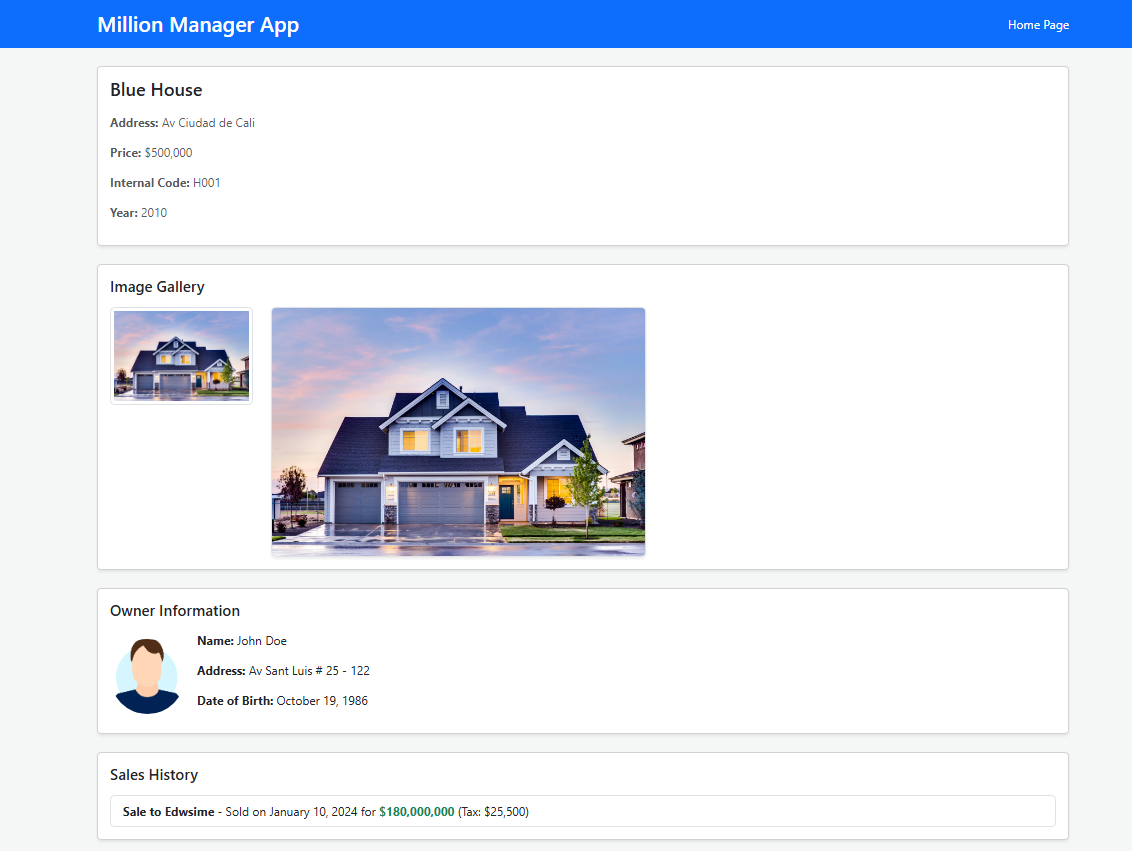 Million Manager App
Home Page
Blue House
Address: Av Ciudad de Cali
Price: $500,000
Internal Code: H001
Year: 2010
Image Gallery
Owner Information
Name: John Doe
Address: Av Sant Luis # 25 - 122
Date of Birth: October 19, 1986
Sales History
Sale to Edwsime - Sold on January 10, 2024 for $180,000,000 (Tax: $25,500)